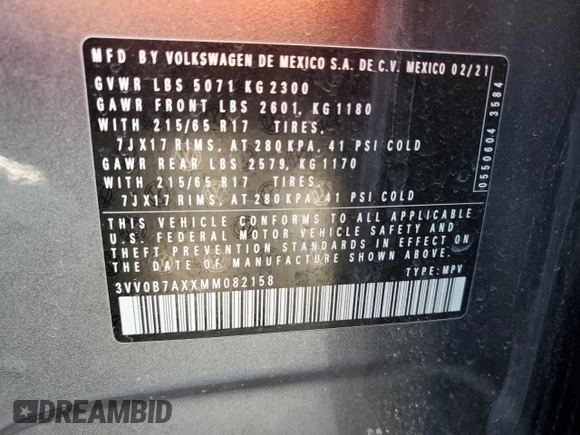 MFD BY VOLKSWAGEN DE MEXICO S.A. DE C.V. MEXICO 02/21
GVWR LBS 5071 KG 2300
GAWR FRONT LBS 2601, KG 1180
WITH 215/65 R17 TIRES,
7JX17 RIMS, AT 280 KPA, 41 PSI COLD
GAWR REAR LBS 2579, KG 1170
WITH 215/65 R17 TIRES
7JX17 RIMS, AT 280 KPA, 41 PSI COLD
THIS VEHICLE CONFORMS TO ALL APPLICABLE
U.S. FEDERAL MOTOR VEHICLE SAFETY AND
THEFT PREVENTION STANDARDS IN EFFECT ON
THE DATE OF MANUFACTURE SHOWN ABOVE
3VV0B7AXXMM082158
TYPE: MPV
0550604 3584
DREAMBID